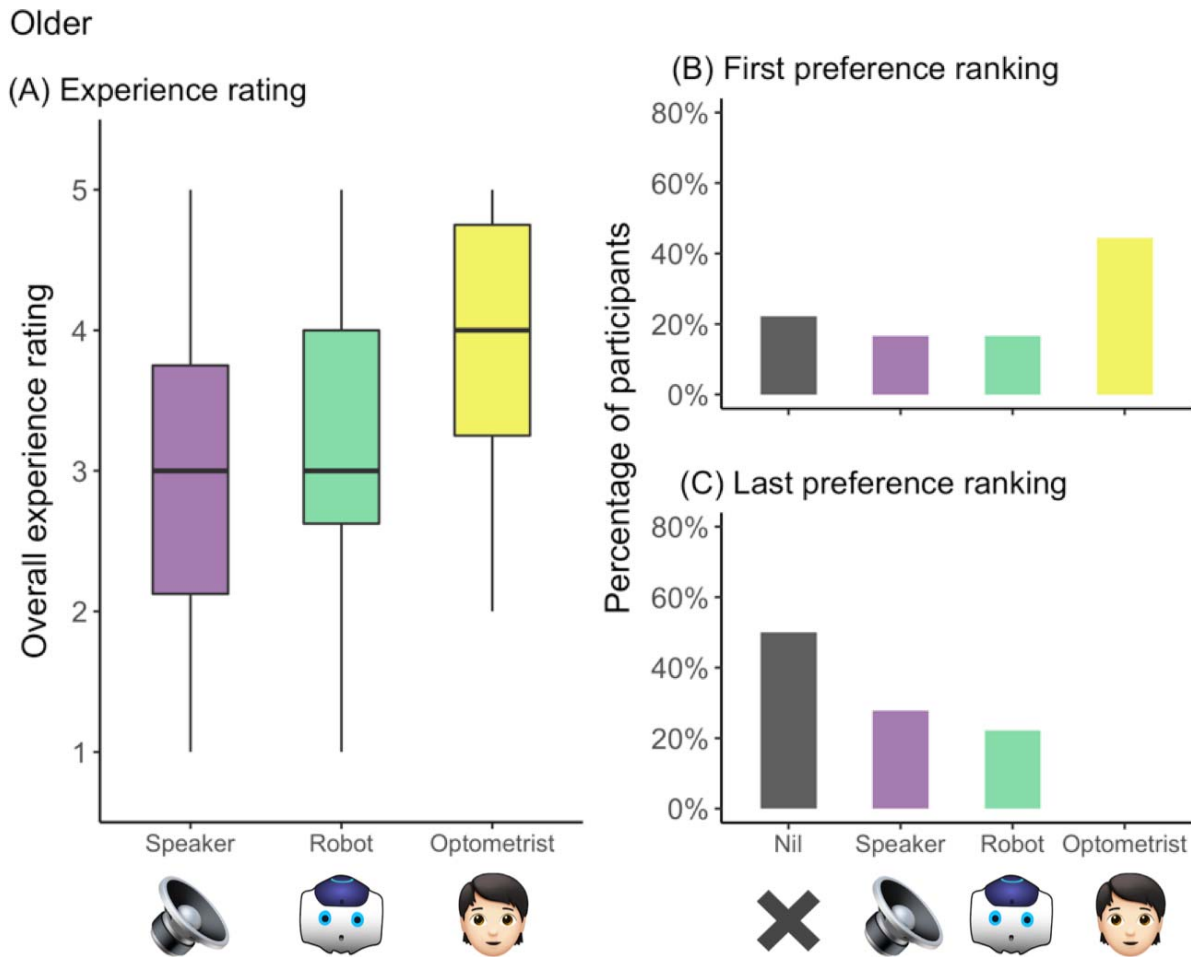 Older
(A) Experience rating
Overall experience rating
5
4
3
2
1
Speaker Robot Optometrist
(B) First preference ranking
Percentage of participants
80%
60%
40%
20%
0%
(C) Last preference ranking
80%
60%
40%
20%
0%
Nil Speaker Robot Optometrist